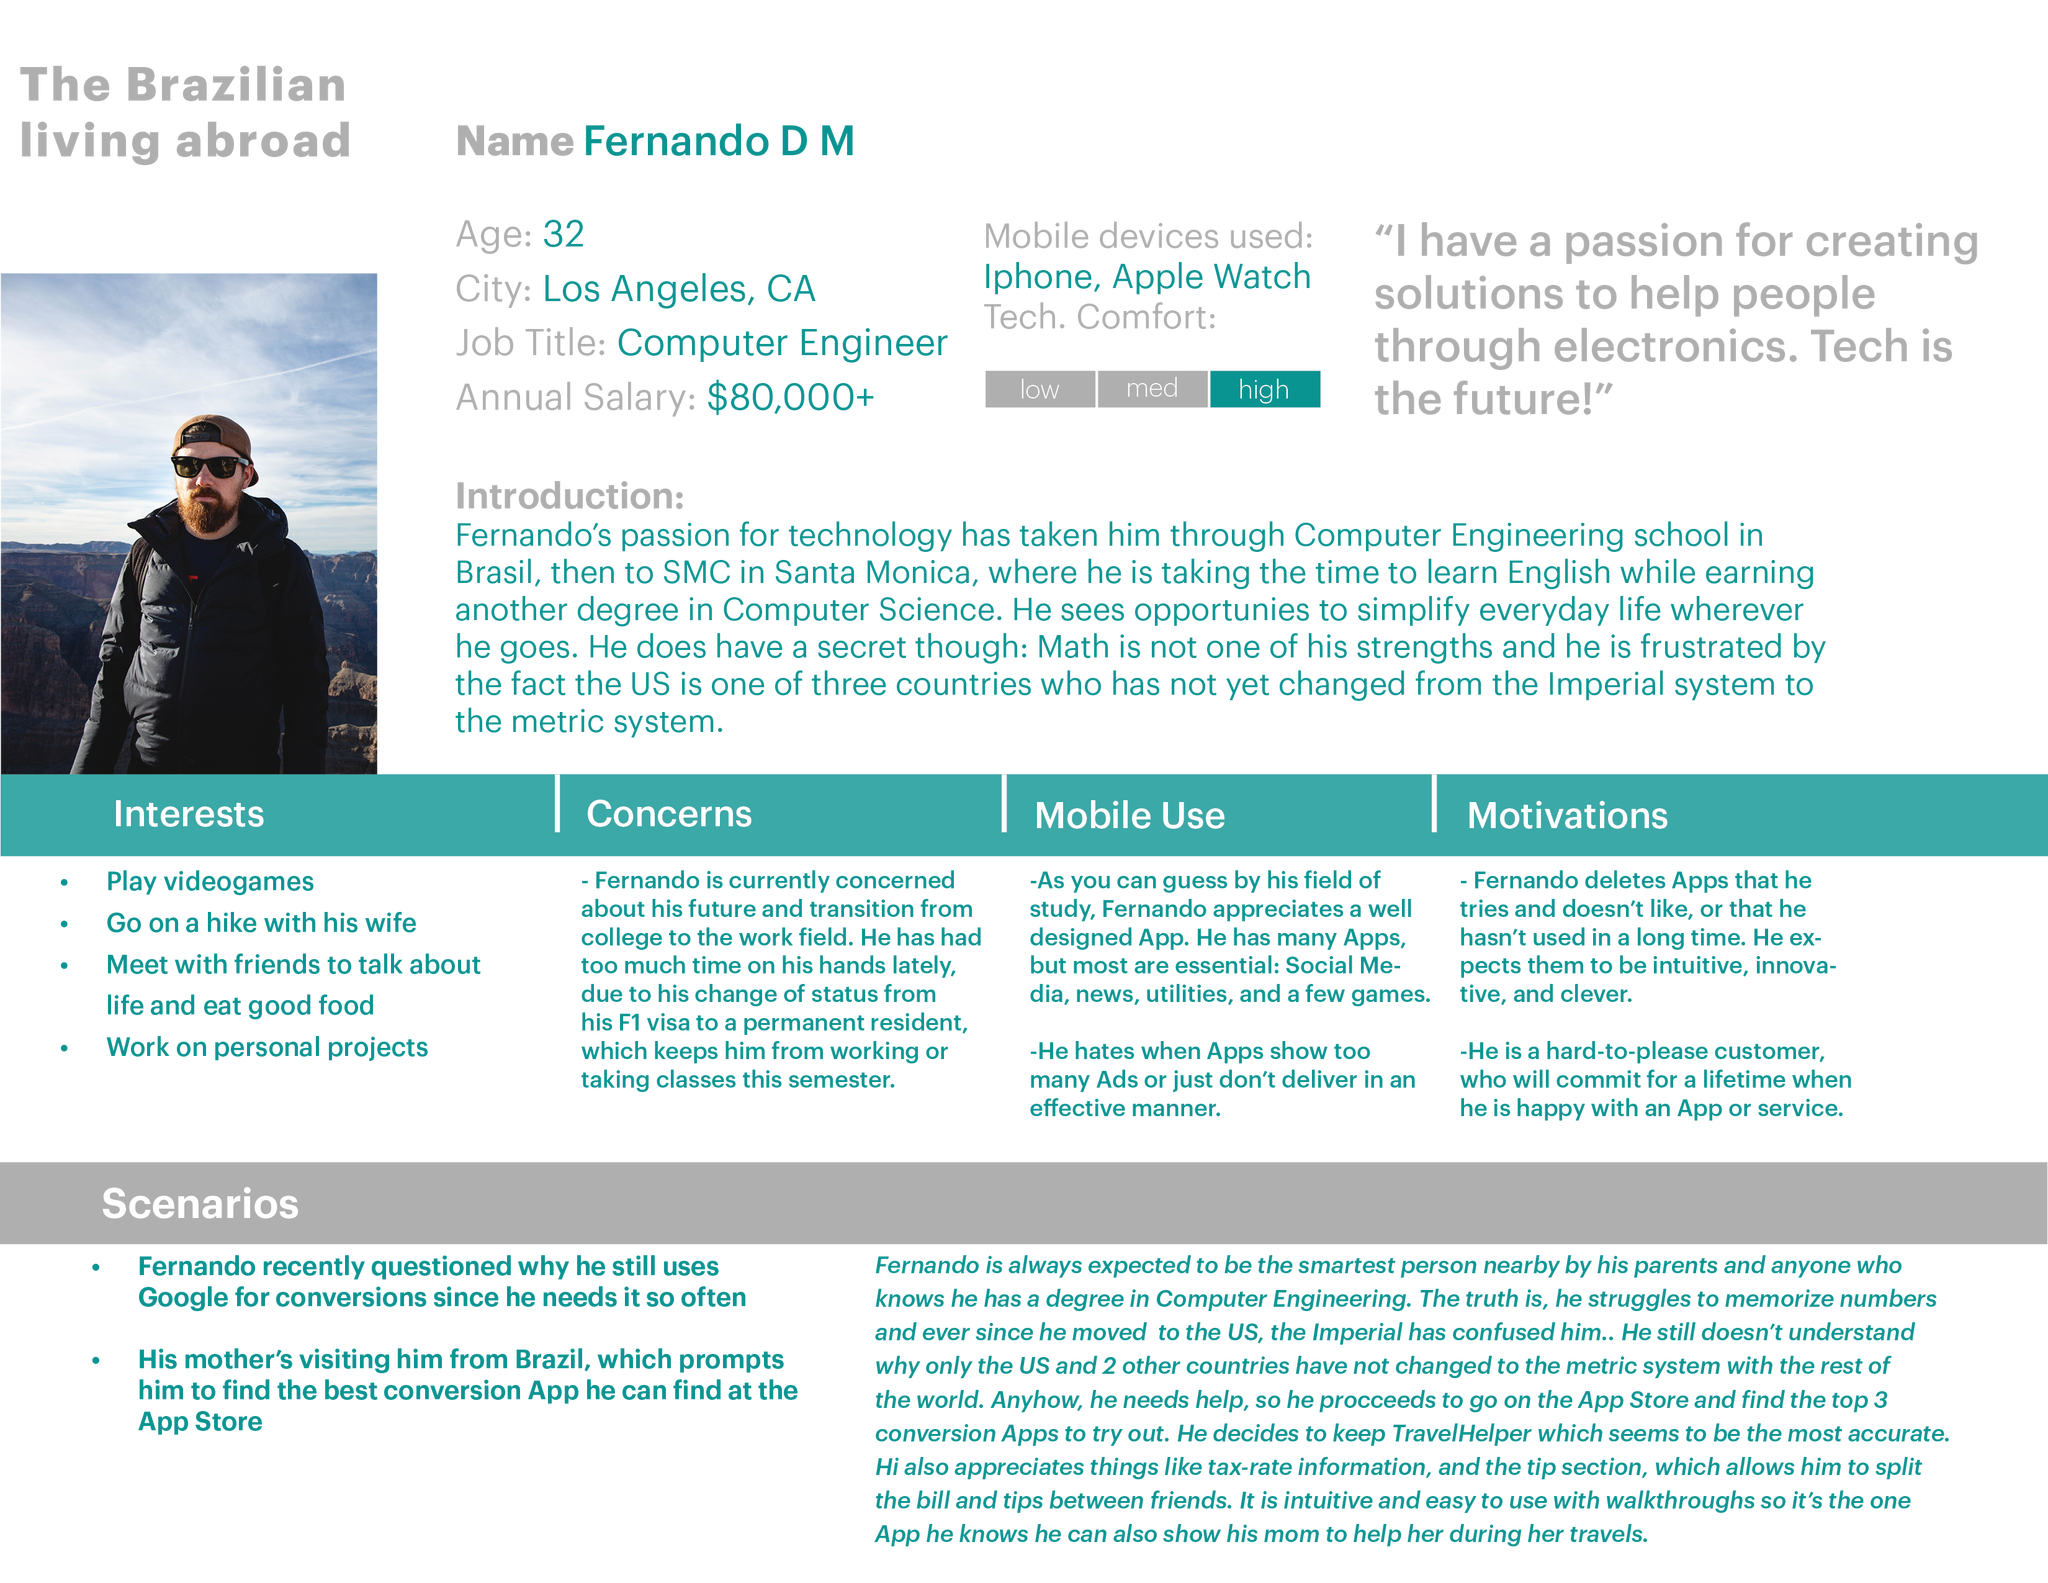 The Brazilian
living abroad
Name Fernando D M
Age: 32
City: Los Angeles, CA
Job Title: Computer Engineer
Annual Salary: $80,000+
Mobile devices used:
Iphone, Apple Watch
Tech. Comfort:
low med high
“I have a passion for creating
solutions to help people
through electronics. Tech is
the future!”
Introduction:
Fernando’s passion for technology has taken him through Computer Engineering school in
Brasil, then to SMC in Santa Monica, where he is taking the time to learn English while earning
another degree in Computer Science. He sees opportunies to simplify everyday life wherever
he goes. He does have a secret though: Math is not one of his strengths and he is frustrated by
the fact the US is one of three countries who has not yet changed from the Imperial system to
the metric system.
Interests
• Play videogames
• Go on a hike with his wife
• Meet with friends to talk about
life and eat good food
• Work on personal projects
Concerns
- Fernando is currently concerned
about his future and transition from
college to the work field. He has had
too much time on his hands lately,
due to his change of status from
his F1 visa to a permanent resident,
which keeps him from working or
taking classes this semester.
Mobile Use
-As you can guess by his field of
study, Fernando appreciates a well
designed App. He has many Apps,
but most are essential: Social Me-
dia, news, utilities, and a few games.
-He hates when Apps show too
many Ads or just don’t deliver in an
effective manner.
Motivations
- Fernando deletes Apps that he
tries and doesn’t like, or that he
hasn’t used in a long time. He ex-
pects them to be intuitive, innova-
tive, and clever.
-He is a hard-to-please customer,
who will commit for a lifetime when
he is happy with an App or service.
Scenarios
• Fernando recently questioned why he still uses
Google for conversions since he needs it so often
• His mother’s visiting him from Brazil, which prompts
him to find the best conversion App he can find at the
App Store
Fernando is always expected to be the smartest person nearby by his parents and anyone who
knows he has a degree in Computer Engineering. The truth is, he struggles to memorize numbers
and ever since he moved to the US, the Imperial has confused him.. He still doesn’t understand
why only the US and 2 other countries have not changed to the metric system with the rest of
the world. Anyhow, he needs help, so he procceeds to go on the App Store and find the top 3
conversion Apps to try out. He decides to keep TravelHelper which seems to be the most accurate.
Hi also appreciates things like tax-rate information, and the tip section, which allows him to split
the bill and tips between friends. It is intuitive and easy to use with walkthroughs so it’s the one
App he knows he can also show his mom to help her during her travels.